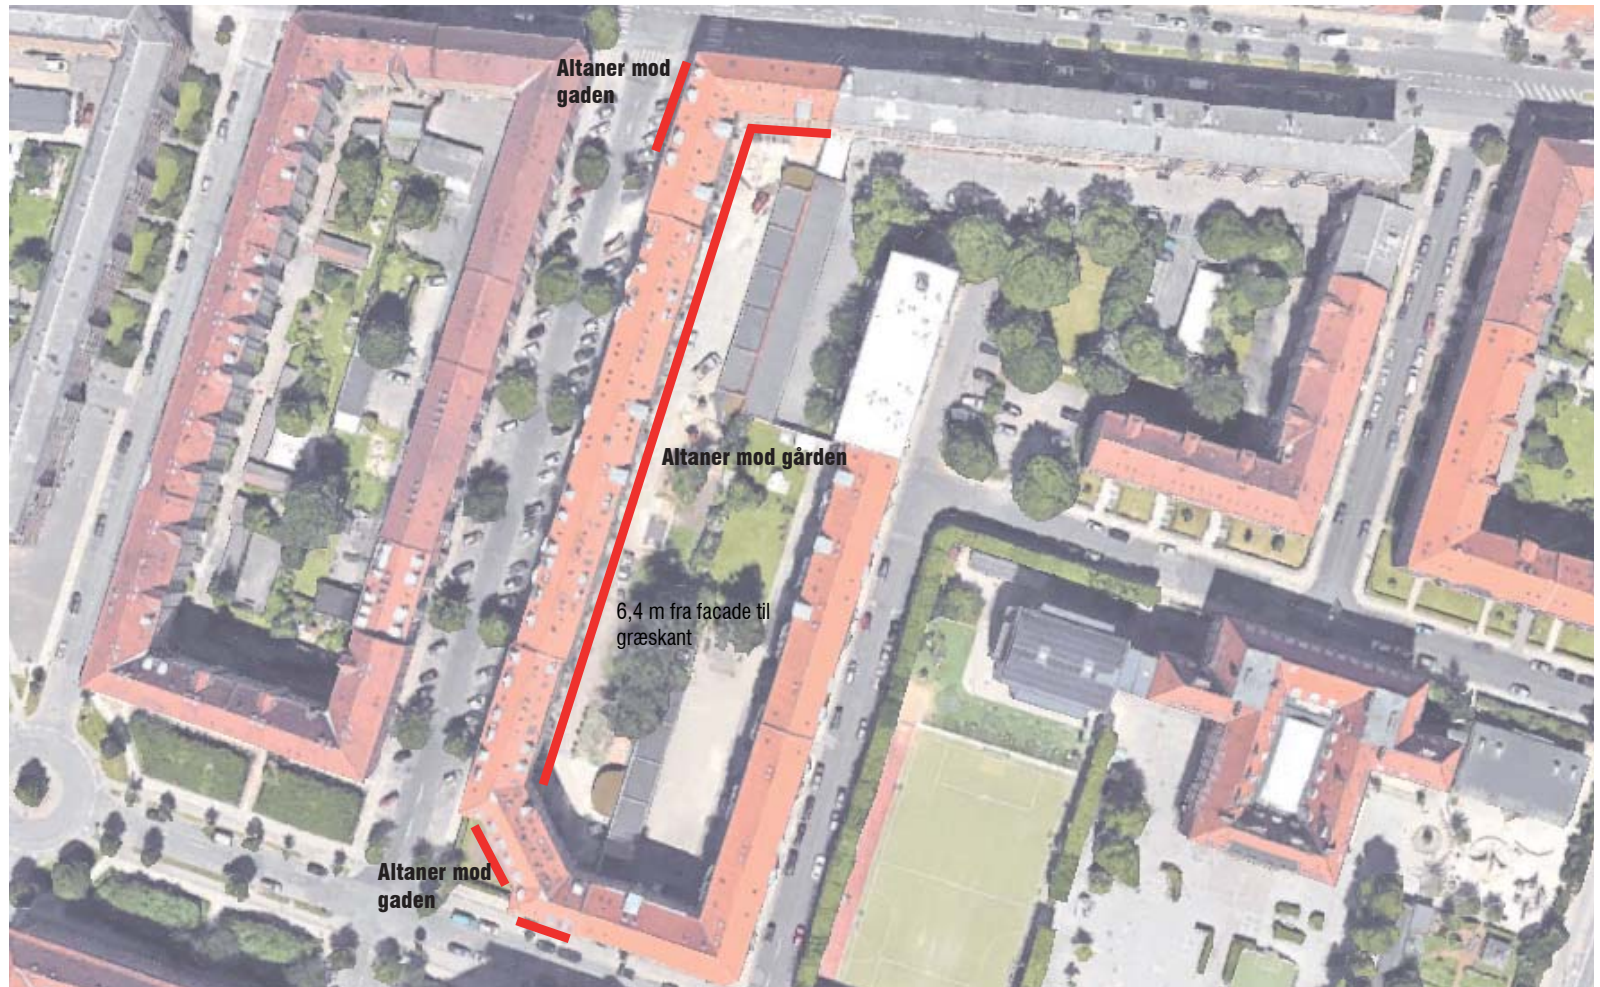 Altaner mod
gaden
Altaner mod gården
6,4 m fra facade til
græskant
Altaner mod
gaden